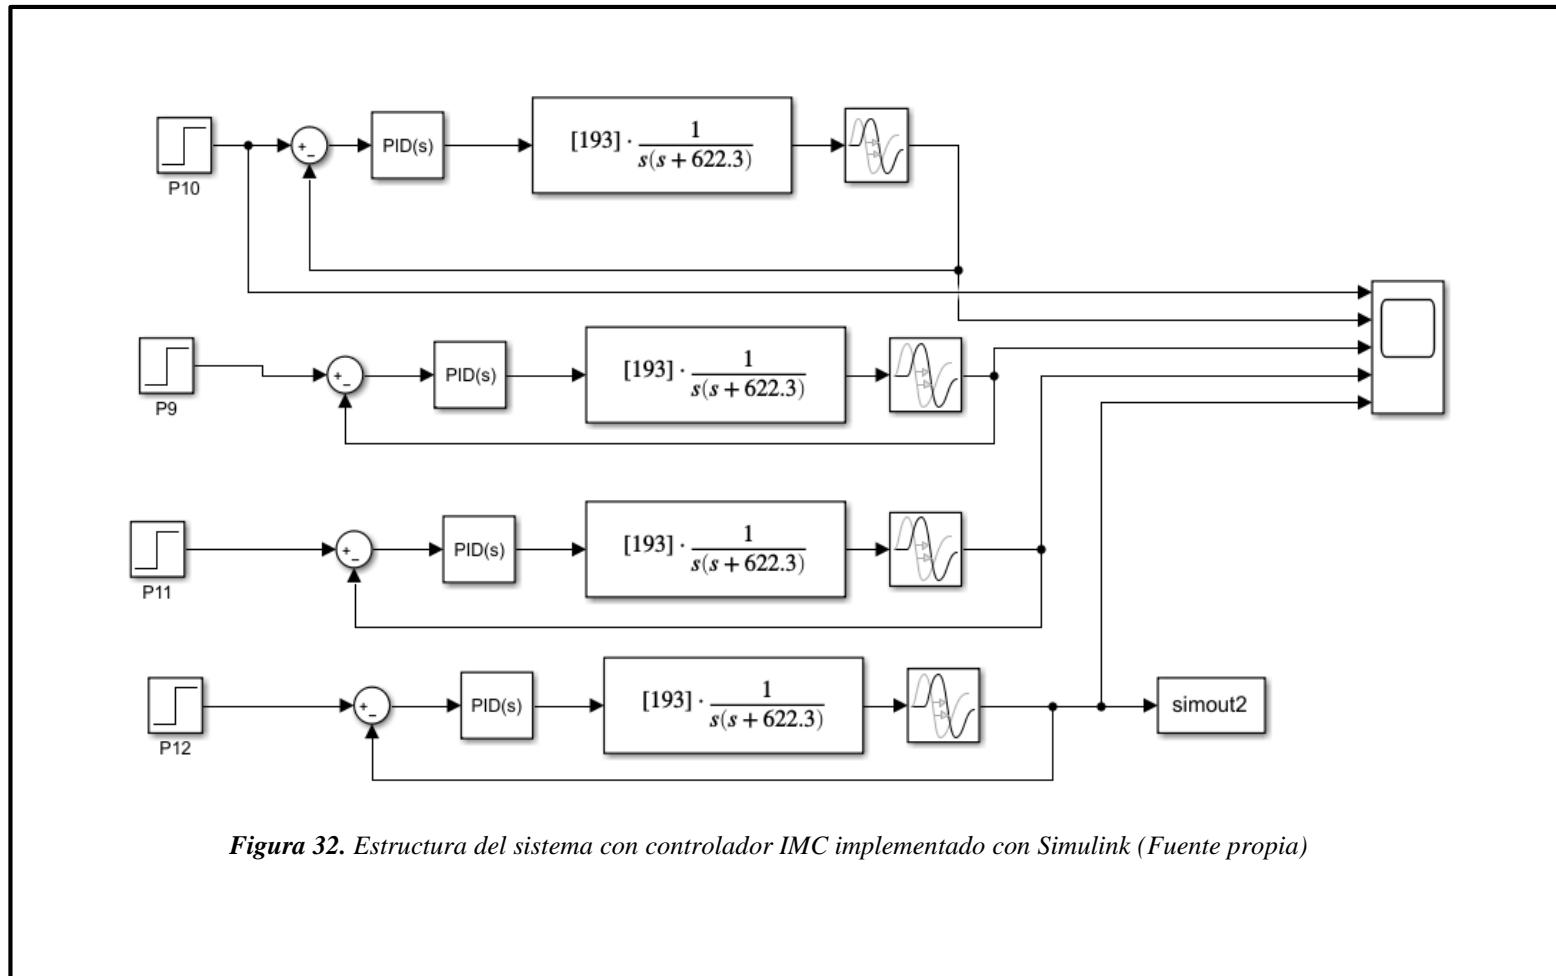 P10
+
−
PID(s)
[193] · 1 / s(s + 622.3)
P9
+
−
PID(s)
[193] · 1 / s(s + 622.3)
P11
+
−
PID(s)
[193] · 1 / s(s + 622.3)
P12
+
−
PID(s)
[193] · 1 / s(s + 622.3)
simout2
Figura 32. Estructura del sistema con controlador IMC implementado con Simulink (Fuente propia)